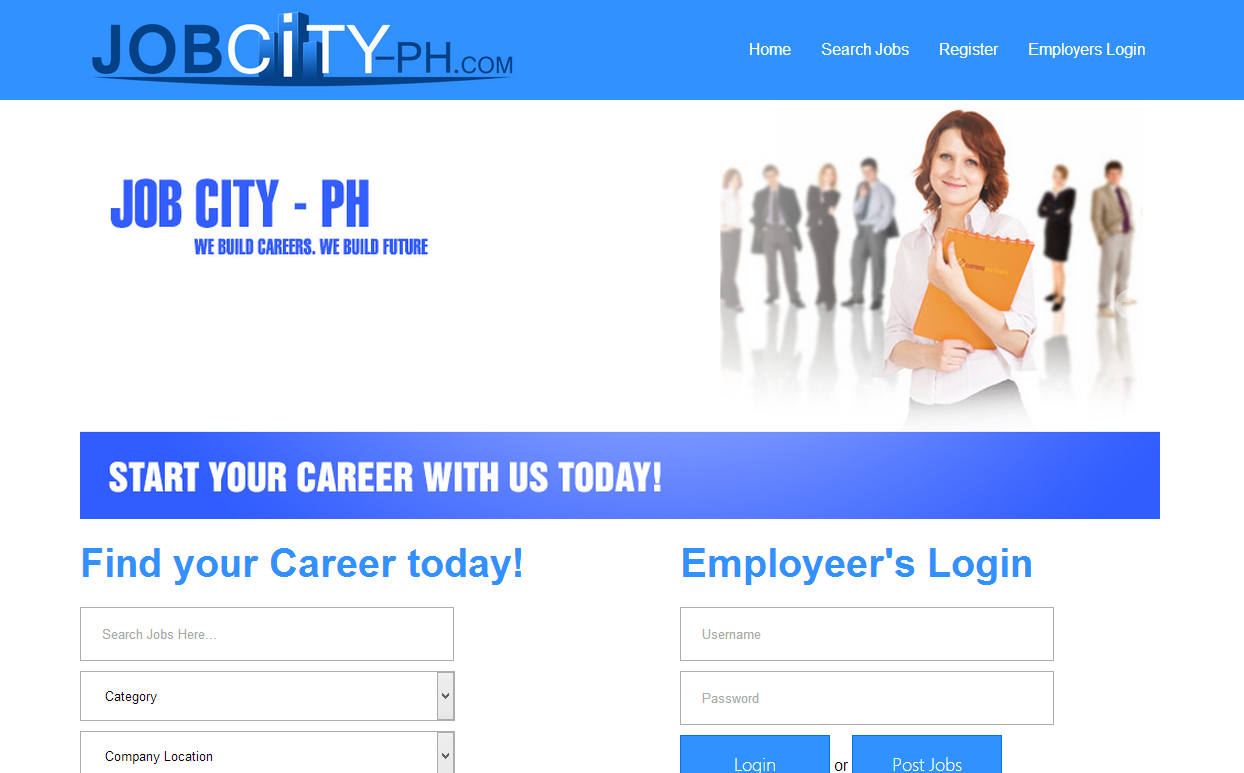 JOBCiTY-PH.COM
Home Search Jobs Register Employers Login
JOB CITY - PH
WE BUILD CAREERS. WE BUILD FUTURE
START YOUR CAREER WITH US TODAY!
Find your Career today!
Search Jobs Here...
Category
Company Location
Employeer's Login
Username
Password
Login or Post Jobs